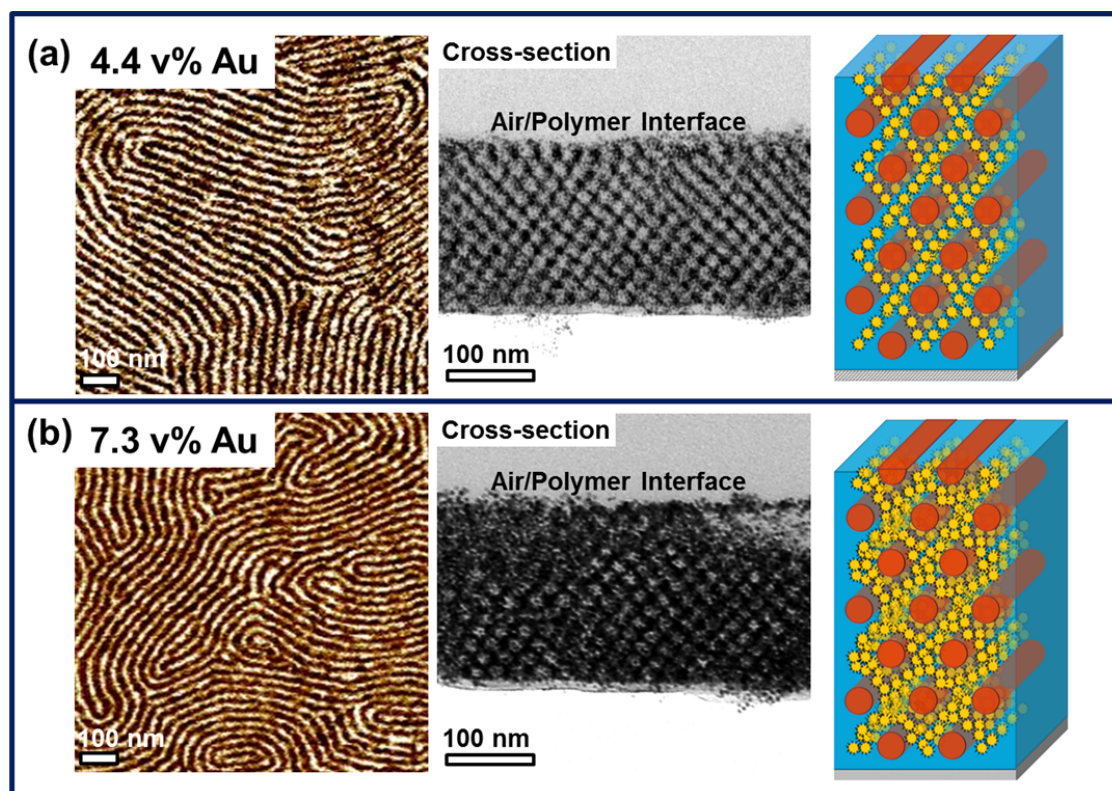 (a) 4.4 v% Au
Cross-section
Air/Polymer Interface
100 nm
100 nm
(b) 7.3 v% Au
Cross-section
Air/Polymer Interface
100 nm
100 nm